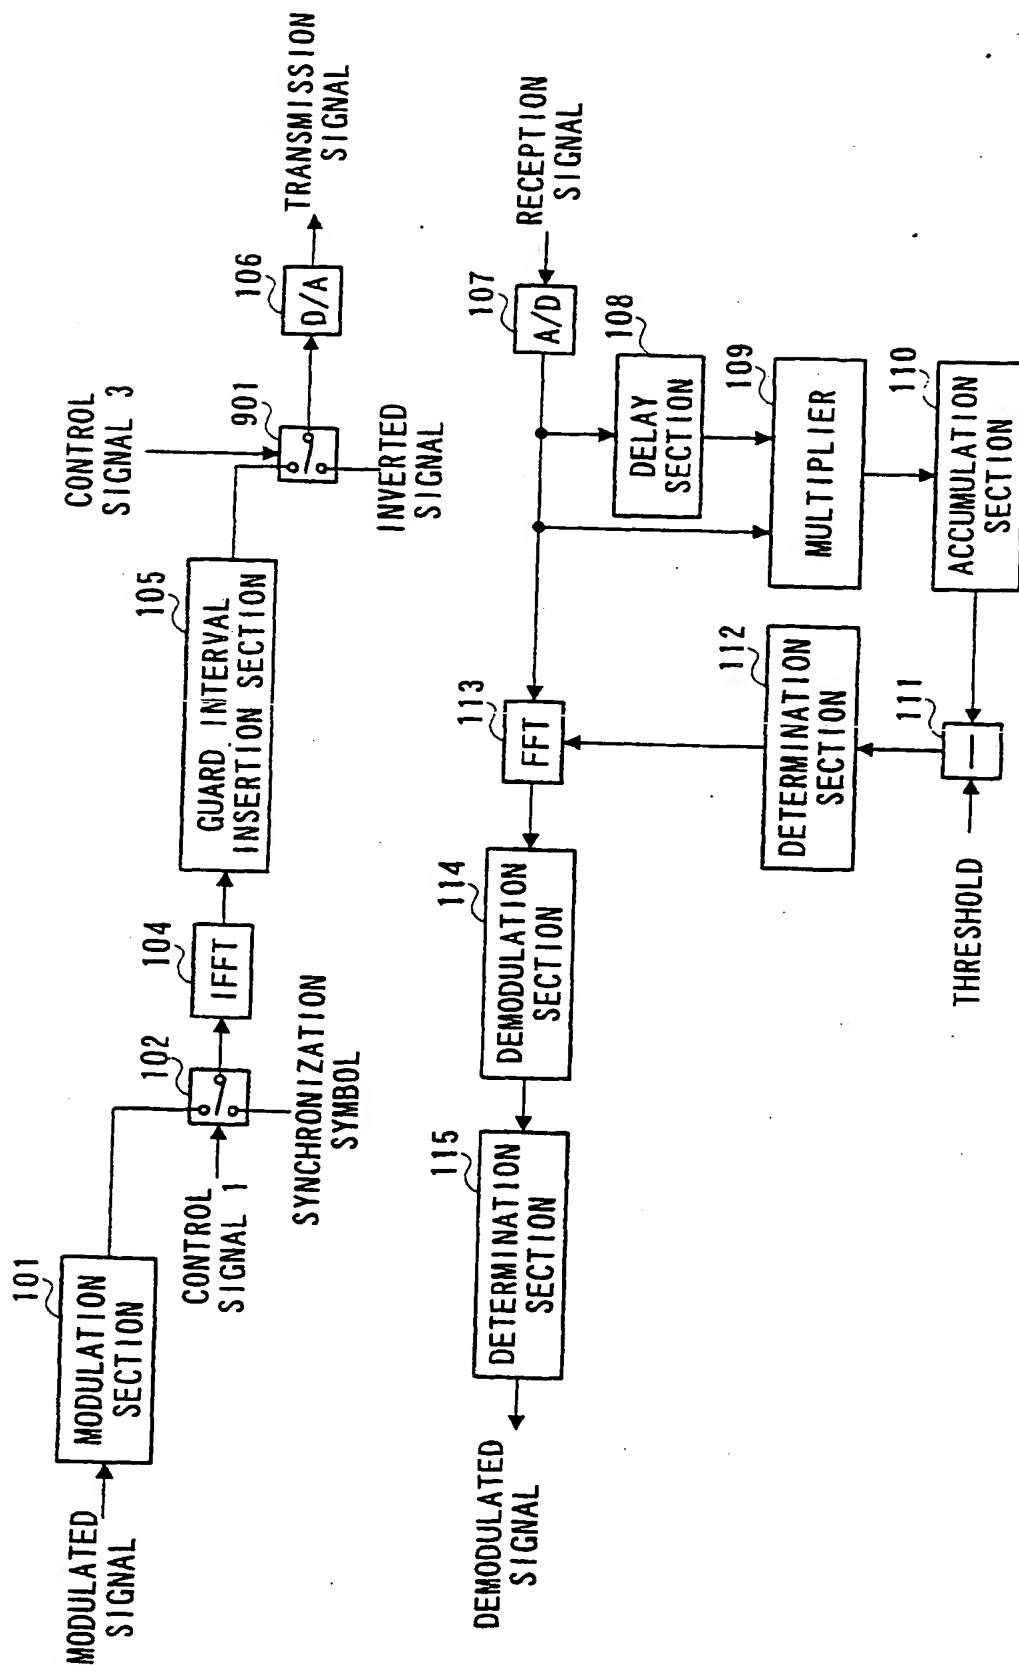 MODULATED
SIGNAL
101
MODULATION
SECTION
CONTROL
SIGNAL 1
102
SYNCHRONIZATION
SYMBOL
104
IFFT
105
GUARD INTERVAL
INSERTION SECTION
CONTROL
SIGNAL 3
901
INVERTED
SIGNAL
106
D/A
TRANSMISSION
SIGNAL
RECEPTION
SIGNAL
107
A/D
108
DELAY
SECTION
109
MULTIPLIER
110
ACCUMULATION
SECTION
111
THRESHOLD
112
DETERMINATION
SECTION
113
FFT
114
DEMODULATION
SECTION
115
DETERMINATION
SECTION
DEMODULATED
SIGNAL